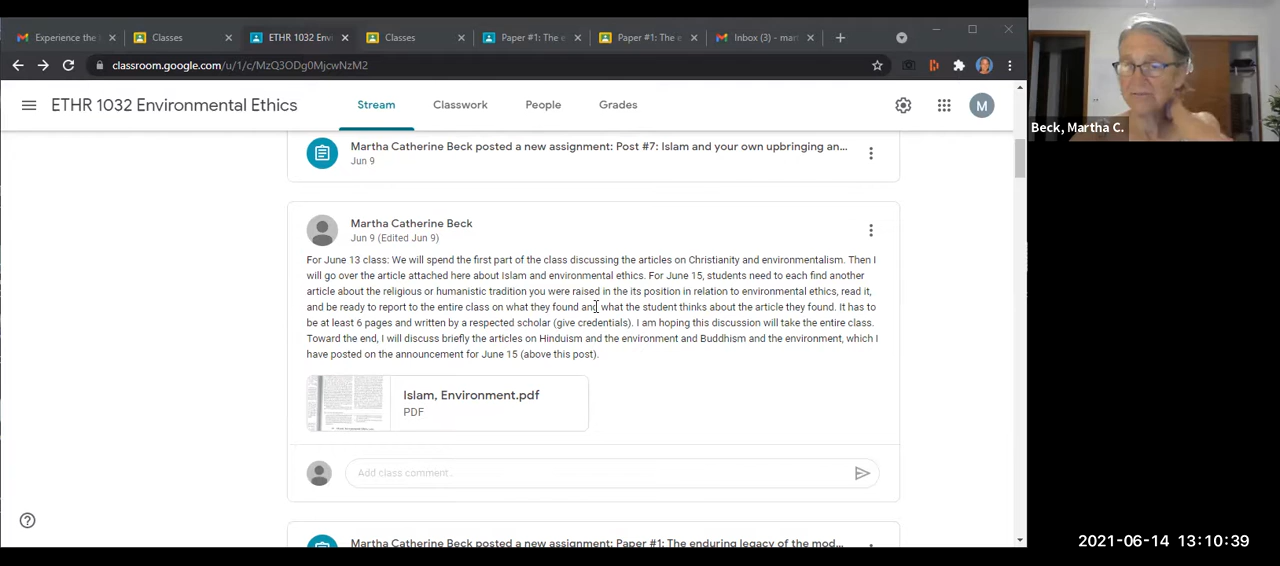 Experience the
Classes
ETHR 1032 Envi
Classes
Paper #1: The e
Paper #1: The e
Inbox (3) - mar
classroom.google.com/u/1/c/MzQ3ODg0MjcwNzM2
ETHR 1032 Environmental Ethics
Stream
Classwork
People
Grades
M
Martha Catherine Beck posted a new assignment: Post #7: Islam and your own upbringing an...
Jun 9
Martha Catherine Beck
Jun 9 (Edited Jun 9)
For June 13 class: We will spend the first part of the class discussing the articles on Christianity and environmentalism. Then I
will go over the article attached here about Islam and environmental ethics. For June 15, students need to each find another
article about the religious or humanistic tradition you were raised in the its position in relation to environmental ethics, read it,
and be ready to report to the entire class on what they found and what the student thinks about the article they found. It has to
be at least 6 pages and written by a respected scholar (give credentials). I am hoping this discussion will take the entire class.
Toward the end, I will discuss briefly the articles on Hinduism and the environment and Buddhism and the environment, which I
have posted on the announcement for June 15 (above this post).
Islam, Environment.pdf
PDF
Add class comment...
Martha Catherine Beck posted a new assignment: Paper #1: The enduring legacy of the mod...
Beck, Martha C.
2021-06-14 13:10:39